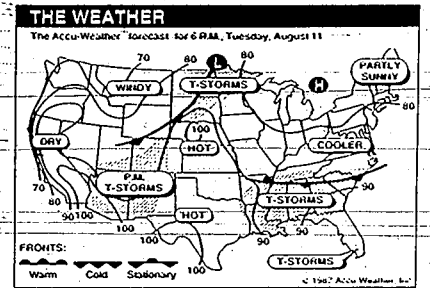 THE WEATHER
The Accu-Weather forecast for 6 P.M., Tuesday, August 11
70
80
L
80
PARTLY
SUNNY
WINDY
T-STORMS
H
80
100
DRY
HOT
COOLER
P.M.
T-STORMS
90
70
80
90
100
100
HOT
T-STORMS
100
90
90
100
FRONTS:
Warm
Cold
Stationary
T-STORMS
© 1987 Accu-Weather, Inc.